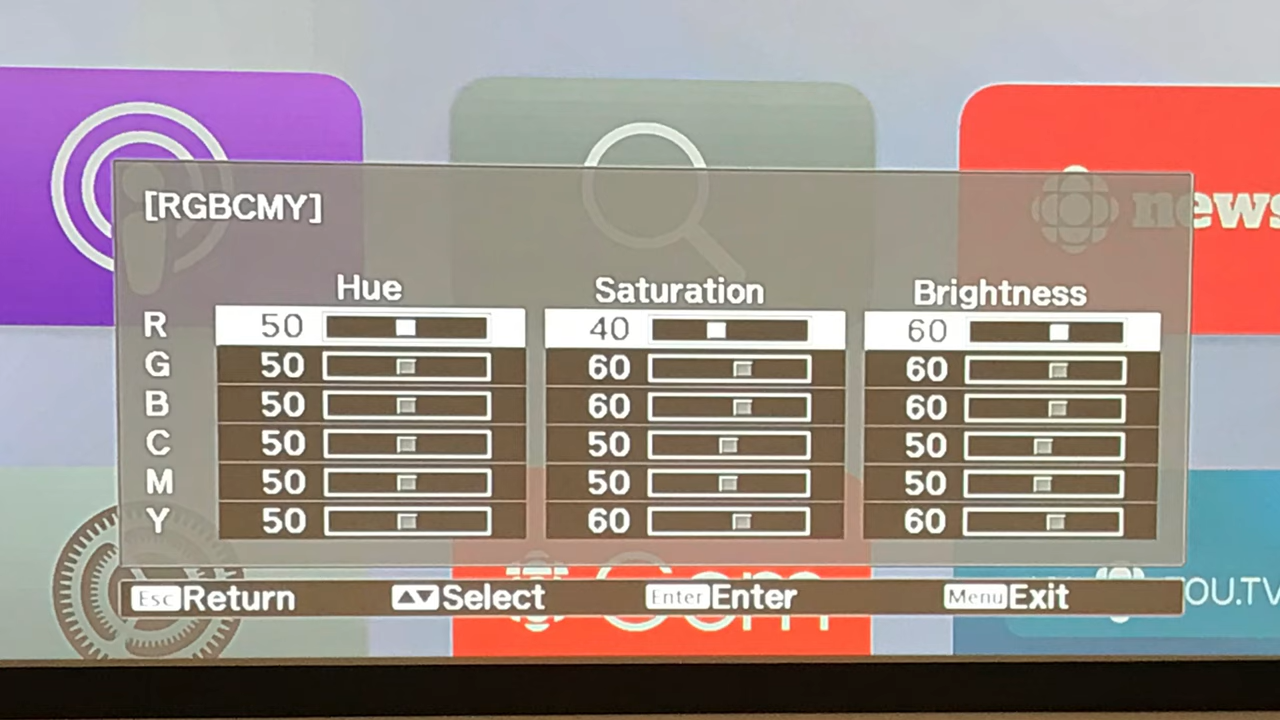 [RGBCMY]
news
Hue Saturation Brightness
R 50 40 60
G 50 60 60
B 50 60 60
C 50 50 50
M 50 50 50
Y 50 60 60
Esc Return ▲▼ Select Enter Enter Menu Exit
OU.TV